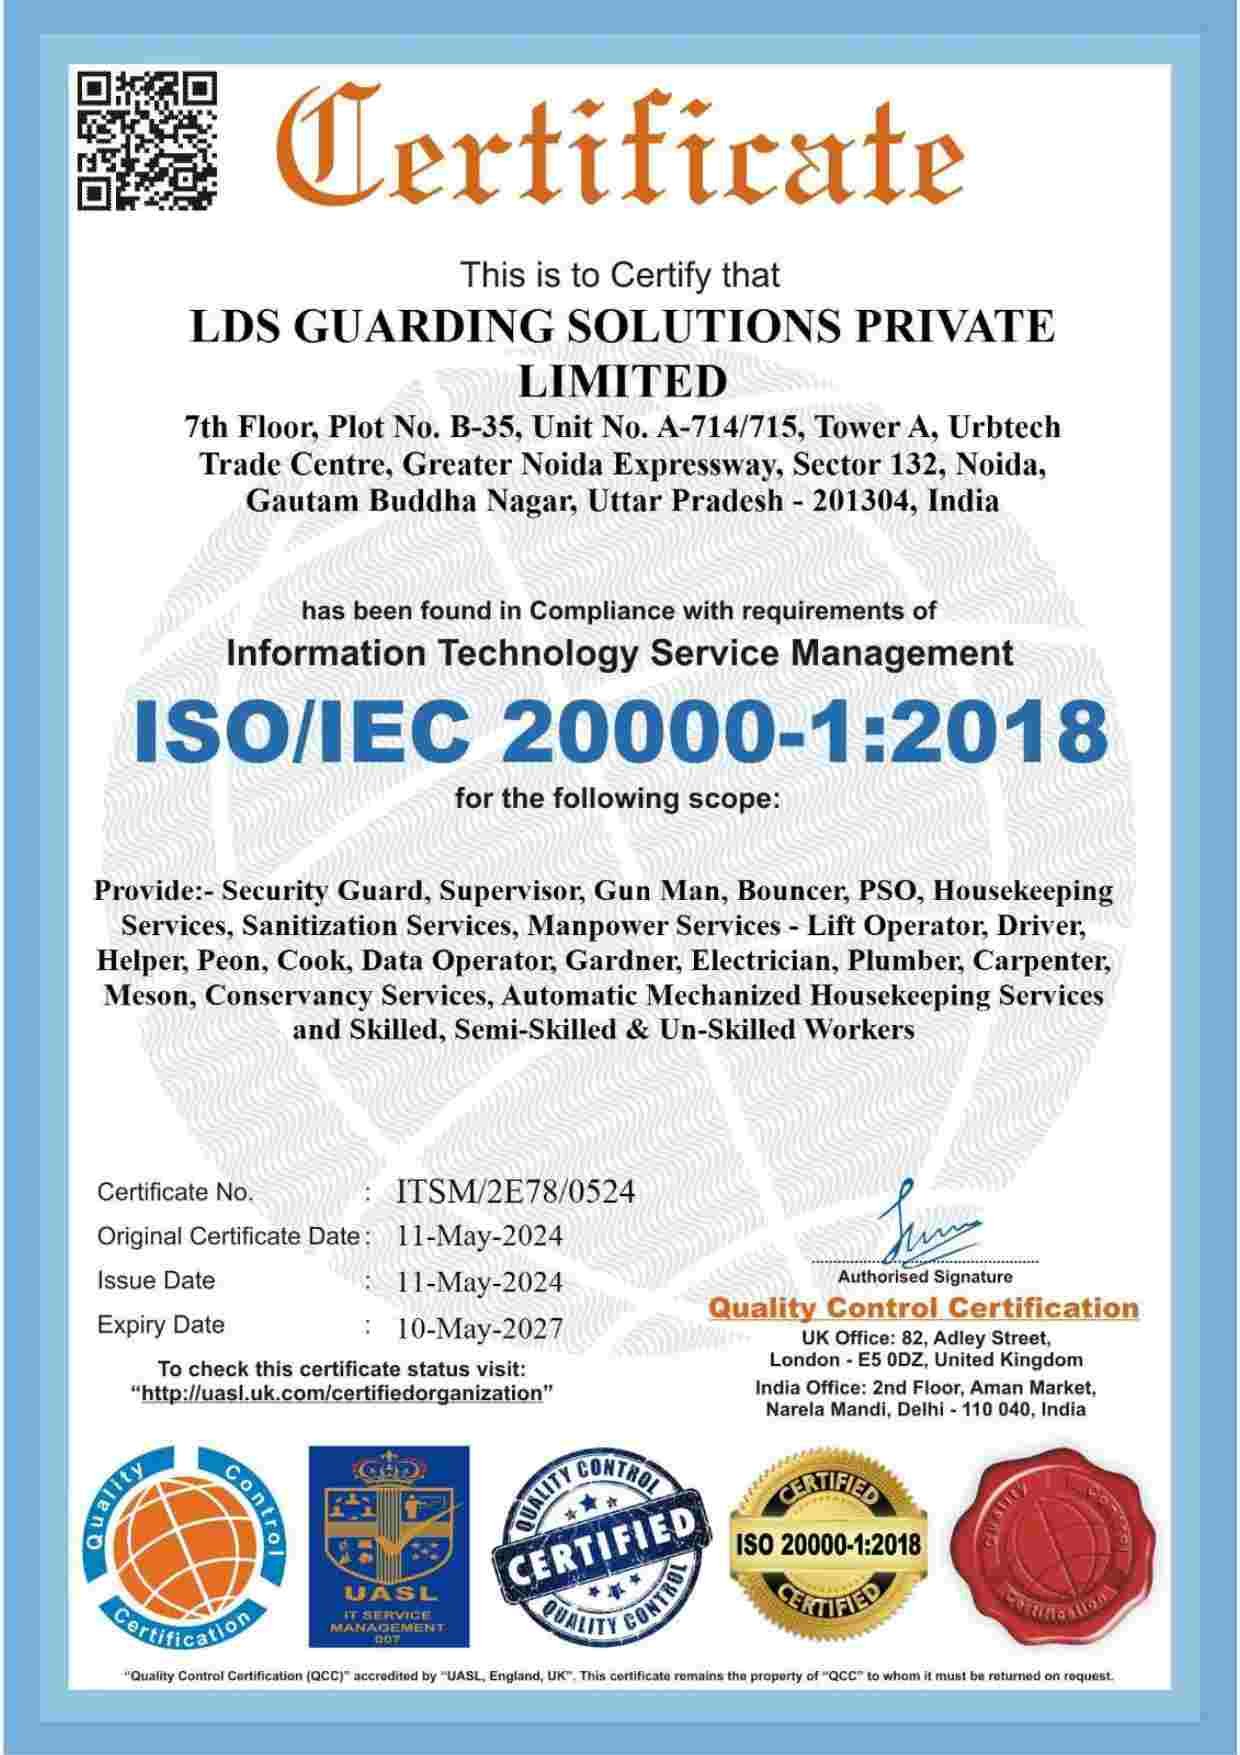 Certificate
This is to Certify that
LDS GUARDING SOLUTIONS PRIVATE
LIMITED
7th Floor, Plot No. B-35, Unit No. A-714/715, Tower A, Urbtech
Trade Centre, Greater Noida Expressway, Sector 132, Noida,
Gautam Buddha Nagar, Uttar Pradesh - 201304, India
has been found in Compliance with requirements of
Information Technology Service Management
ISO/IEC 20000-1:2018
for the following scope:
Provide:- Security Guard, Supervisor, Gun Man, Bouncer, PSO, Housekeeping
Services, Sanitization Services, Manpower Services - Lift Operator, Driver,
Helper, Peon, Cook, Data Operator, Gardner, Electrician, Plumber, Carpenter,
Meson, Conservancy Services, Automatic Mechanized Housekeeping Services
and Skilled, Semi-Skilled & Un-Skilled Workers
Certificate No. : ITSM/2E78/0524
Original Certificate Date : 11-May-2024
Issue Date : 11-May-2024
Expiry Date : 10-May-2027
To check this certificate status visit:
“http://uasl.uk.com/certifiedorganization”
Authorised Signature
Quality Control Certification
UK Office: 82, Adley Street,
London - E5 0DZ, United Kingdom
India Office: 2nd Floor, Aman Market,
Narela Mandi, Delhi - 110 040, India
Quality Control Certification
UASL
IT SERVICE
MANAGEMENT
007
QUALITY CONTROL
CERTIFIED
QUALITY CONTROL
CERTIFIED
ISO 20000-1:2018
CERTIFIED
Quality Control
Certification
“Quality Control Certification (QCC)” accredited by “UASL, England, UK”. This certificate remains the property of “QCC” to whom it must be returned on request.